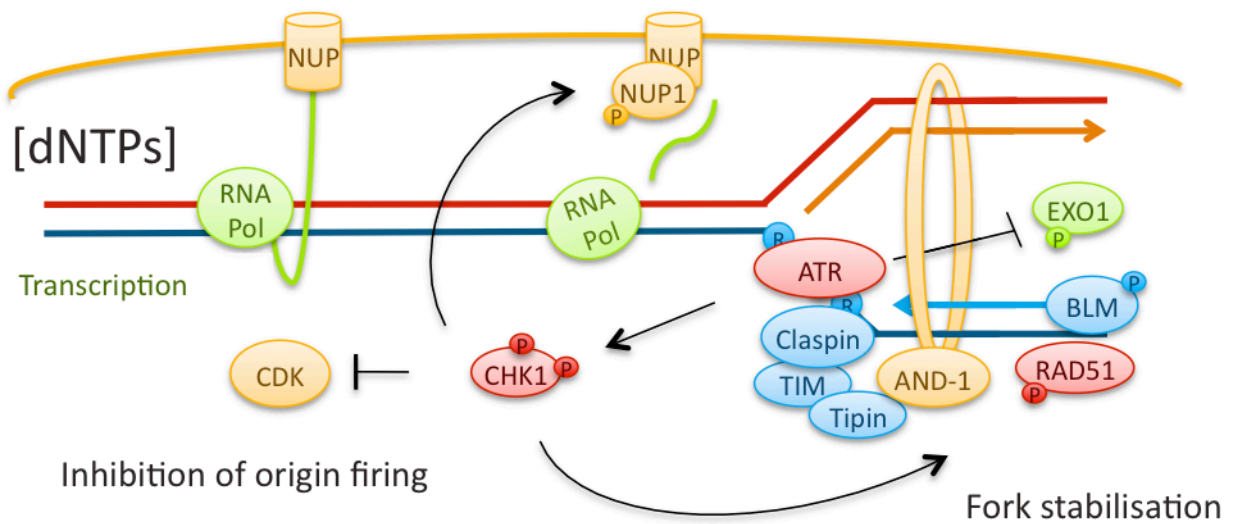 NUP
NUP
NUP1
P
[dNTPs]
RNA
Pol
RNA
Pol
R
EXO1
P
ATR
Transcription
P
R
BLM
Claspin
P
CHK1
P
CDK
TIM
AND-1
RAD51
P
Tipin
Inhibition of origin firing
Fork stabilisation